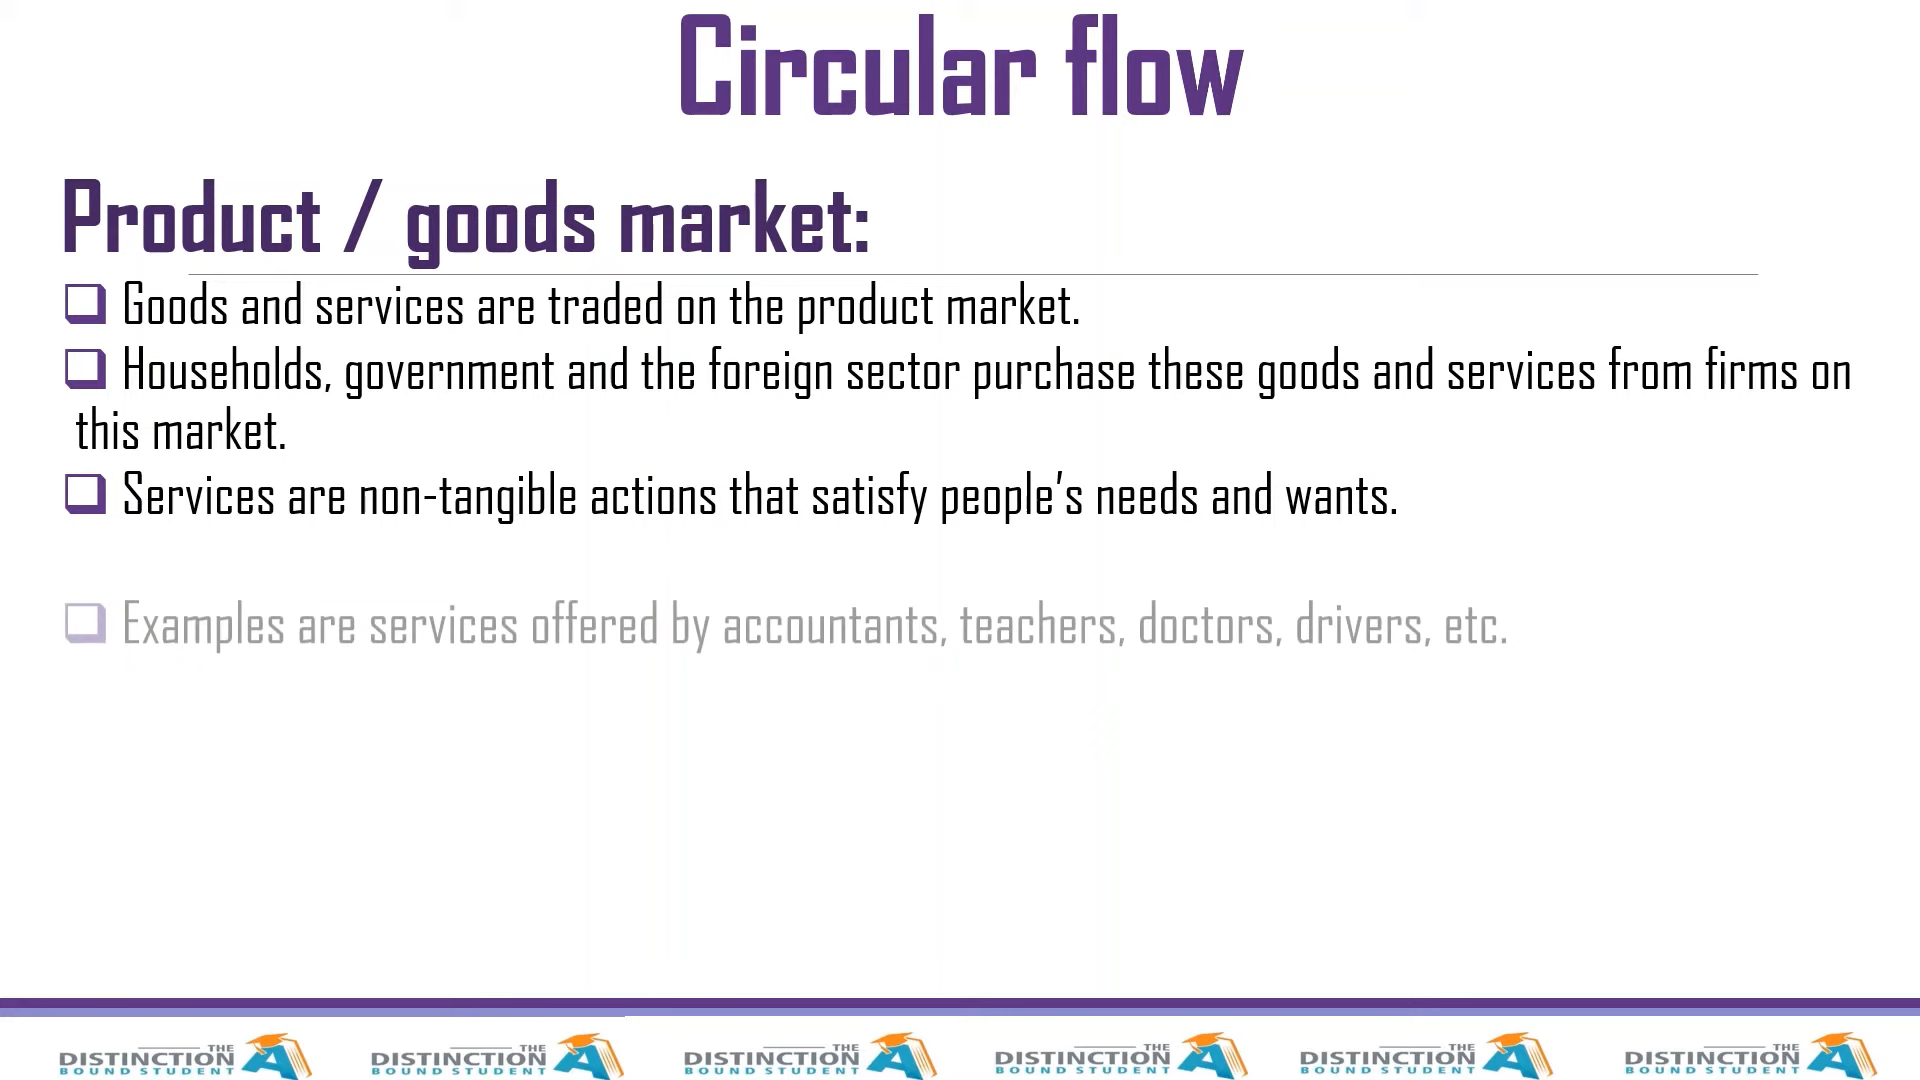 Circular flow
Product / goods market:
Goods and services are traded on the product market.
Households, government and the foreign sector purchase these goods and services from firms on
this market.
Services are non-tangible actions that satisfy people’s needs and wants.
Examples are services offered by accountants, teachers, doctors, drivers, etc.
THE DISTINCTION BOUND STUDENT
THE DISTINCTION BOUND STUDENT
THE DISTINCTION BOUND STUDENT
THE DISTINCTION BOUND STUDENT
THE DISTINCTION BOUND STUDENT
THE DISTINCTION BOUND STUDENT